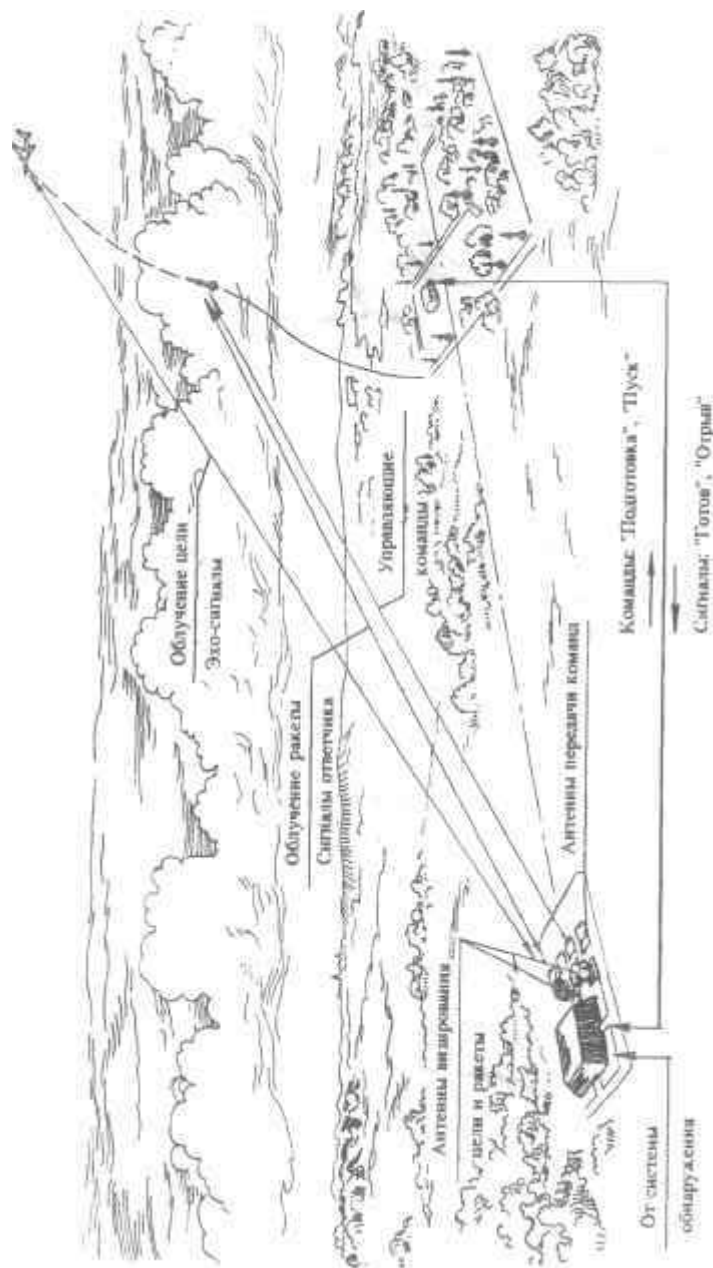 Облучение цели
Эхо-сигналы
Облучение ракеты
Сигналы ответчика
Управляющие
команды
Антенны визирования
цели и ракеты
Антенны передачи команд
От системы
обнаружения
Команды: "Подготовка", "Пуск"
Сигналы: "Готов", "Отрыв"